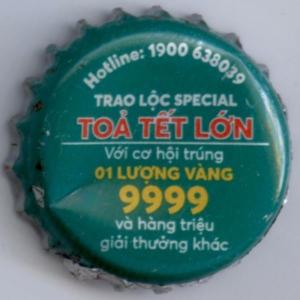 Hotline: 1900 638039
TRAO LỘC SPECIAL
TOẢ TẾT LỚN
Với cơ hội trúng
01 LƯỢNG VÀNG
9999
và hàng triệu
giải thưởng khác